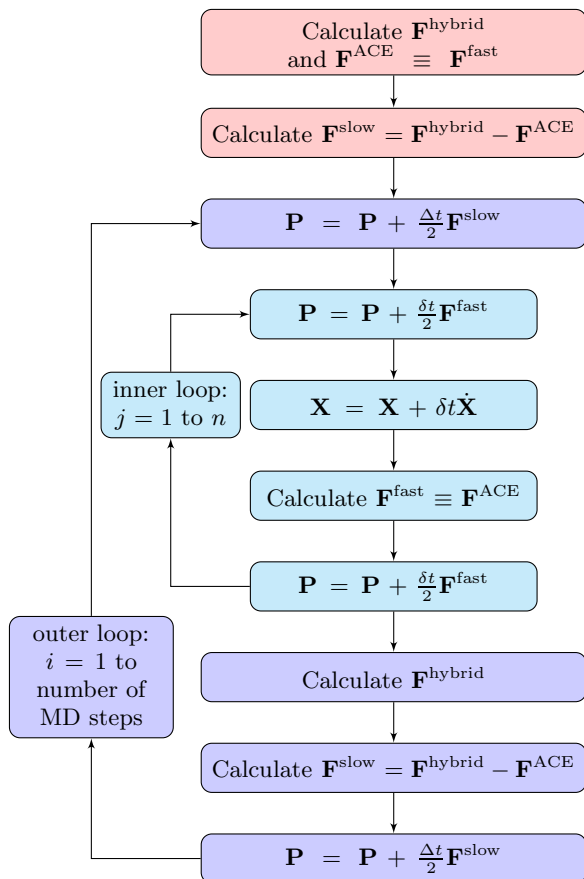 Calculate F^hybrid
and F^ACE ≡ F^fast
Calculate F^slow = F^hybrid − F^ACE
P = P + Δt/2 F^slow
P = P + δt/2 F^fast
inner loop:
j = 1 to n
X = X + δtẊ
Calculate F^fast ≡ F^ACE
P = P + δt/2 F^fast
outer loop:
i = 1 to
number of
MD steps
Calculate F^hybrid
Calculate F^slow = F^hybrid − F^ACE
P = P + Δt/2 F^slow